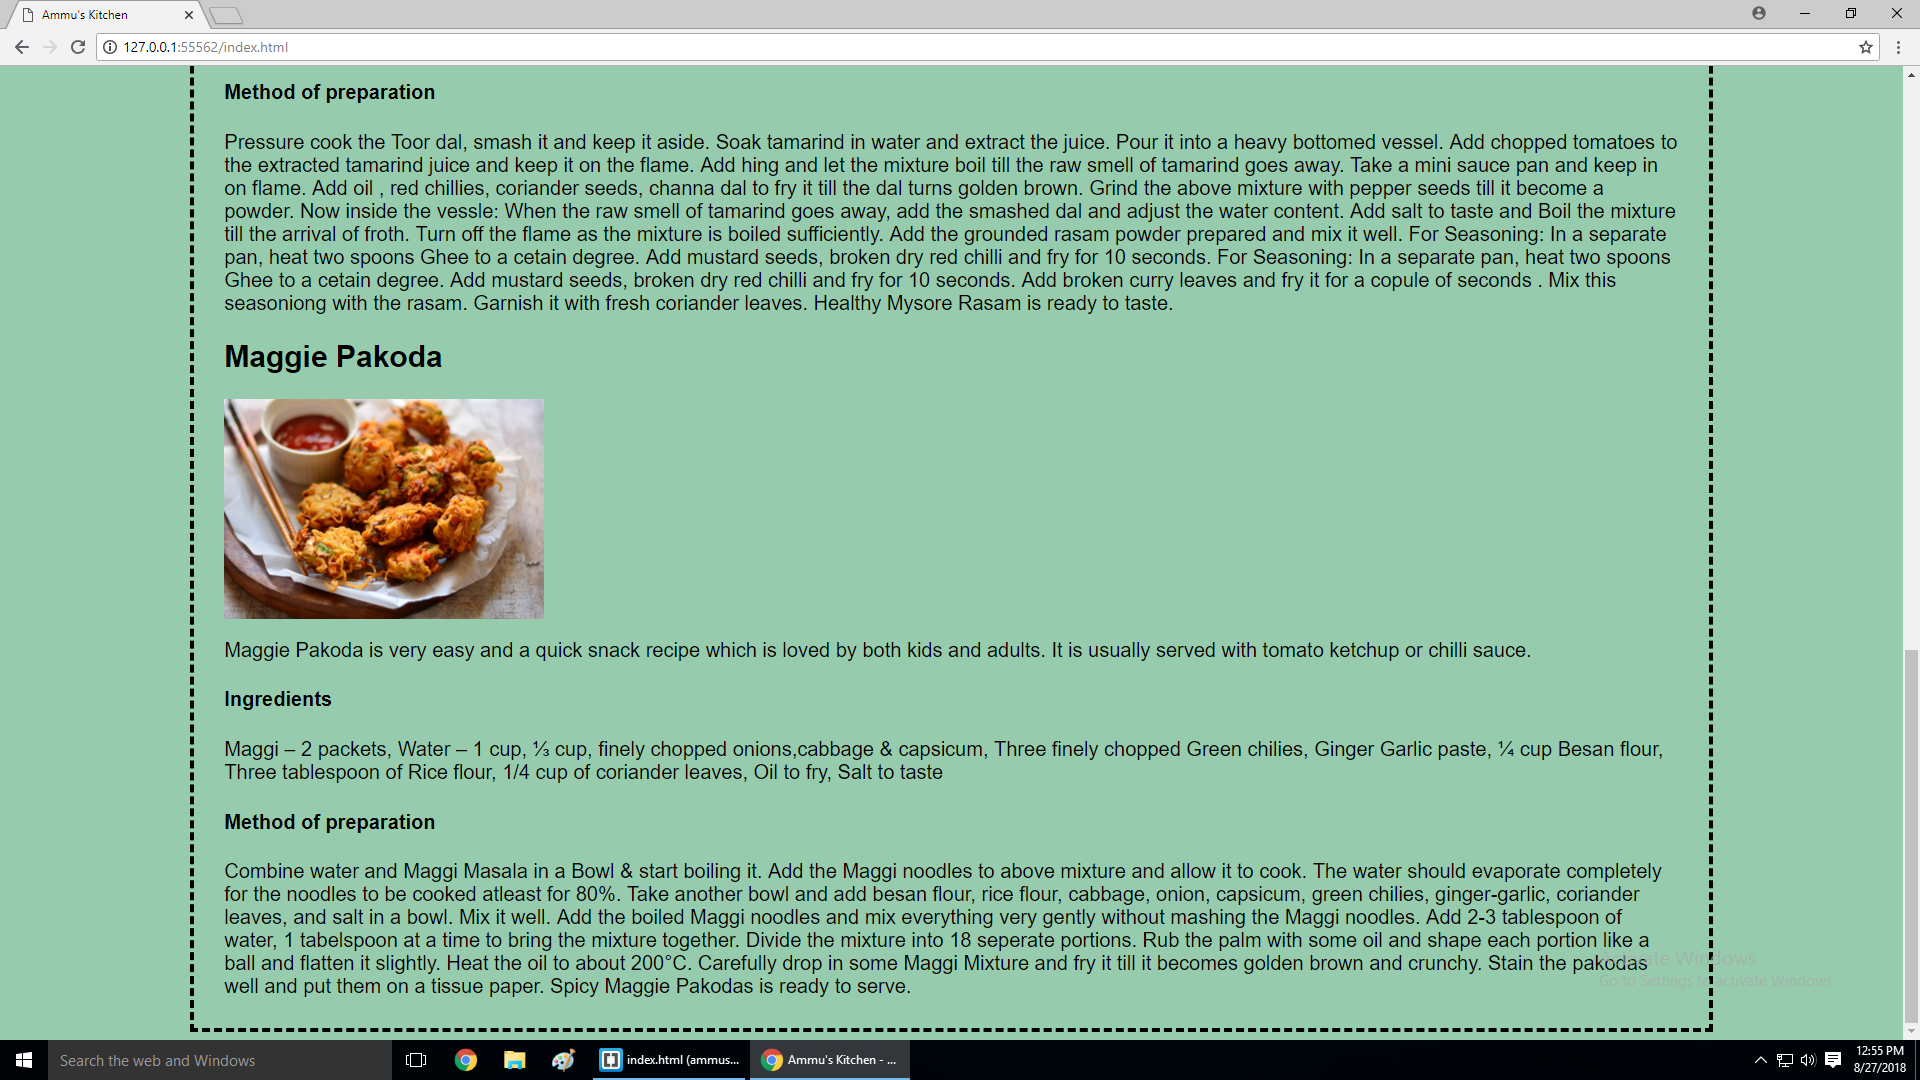 Ammu's Kitchen
127.0.0.1:55562/index.html
Method of preparation
Pressure cook the Toor dal, smash it and keep it aside. Soak tamarind in water and extract the juice. Pour it into a heavy bottomed vessel. Add chopped tomatoes to
the extracted tamarind juice and keep it on the flame. Add hing and let the mixture boil till the raw smell of tamarind goes away. Take a mini sauce pan and keep in
on flame. Add oil , red chillies, coriander seeds, channa dal to fry it till the dal turns golden brown. Grind the above mixture with pepper seeds till it become a
powder. Now inside the vessle: When the raw smell of tamarind goes away, add the smashed dal and adjust the water content. Add salt to taste and Boil the mixture
till the arrival of froth. Turn off the flame as the mixture is boiled sufficiently. Add the grounded rasam powder prepared and mix it well. For Seasoning: In a separate
pan, heat two spoons Ghee to a cetain degree. Add mustard seeds, broken dry red chilli and fry for 10 seconds. For Seasoning: In a separate pan, heat two spoons
Ghee to a cetain degree. Add mustard seeds, broken dry red chilli and fry for 10 seconds. Add broken curry leaves and fry it for a copule of seconds . Mix this
seasoniong with the rasam. Garnish it with fresh coriander leaves. Healthy Mysore Rasam is ready to taste.
Maggie Pakoda
Maggie Pakoda is very easy and a quick snack recipe which is loved by both kids and adults. It is usually served with tomato ketchup or chilli sauce.
Ingredients
Maggi – 2 packets, Water – 1 cup, ⅓ cup, finely chopped onions,cabbage & capsicum, Three finely chopped Green chilies, Ginger Garlic paste, ¼ cup Besan flour,
Three tablespoon of Rice flour, 1/4 cup of coriander leaves, Oil to fry, Salt to taste
Method of preparation
Combine water and Maggi Masala in a Bowl & start boiling it. Add the Maggi noodles to above mixture and allow it to cook. The water should evaporate completely
for the noodles to be cooked atleast for 80%. Take another bowl and add besan flour, rice flour, cabbage, onion, capsicum, green chilies, ginger-garlic, coriander
leaves, and salt in a bowl. Mix it well. Add the boiled Maggi noodles and mix everything very gently without mashing the Maggi noodles. Add 2-3 tablespoon of
water, 1 tabelspoon at a time to bring the mixture together. Divide the mixture into 18 seperate portions. Rub the palm with some oil and shape each portion like a
ball and flatten it slightly. Heat the oil to about 200°C. Carefully drop in some Maggi Mixture and fry it till it becomes golden brown and crunchy. Stain the pakodas
well and put them on a tissue paper. Spicy Maggie Pakodas is ready to serve.
Activate Windows
Go to Settings to activate Windows.
Search the web and Windows
index.html (ammus...
Ammu's Kitchen - ...
12:55 PM
8/27/2018